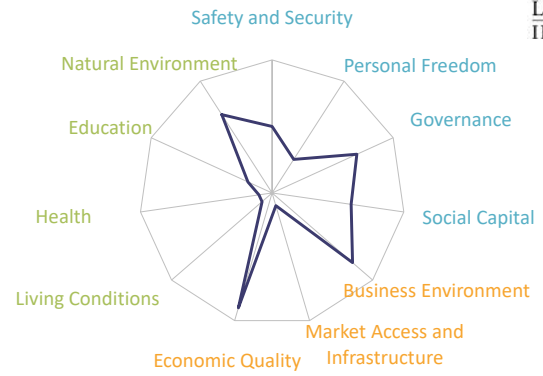 Safety and Security
Natural Environment
Personal Freedom
Education
Governance
Health
Social Capital
Living Conditions
Business Environment
Economic Quality
Market Access and
Infrastructure